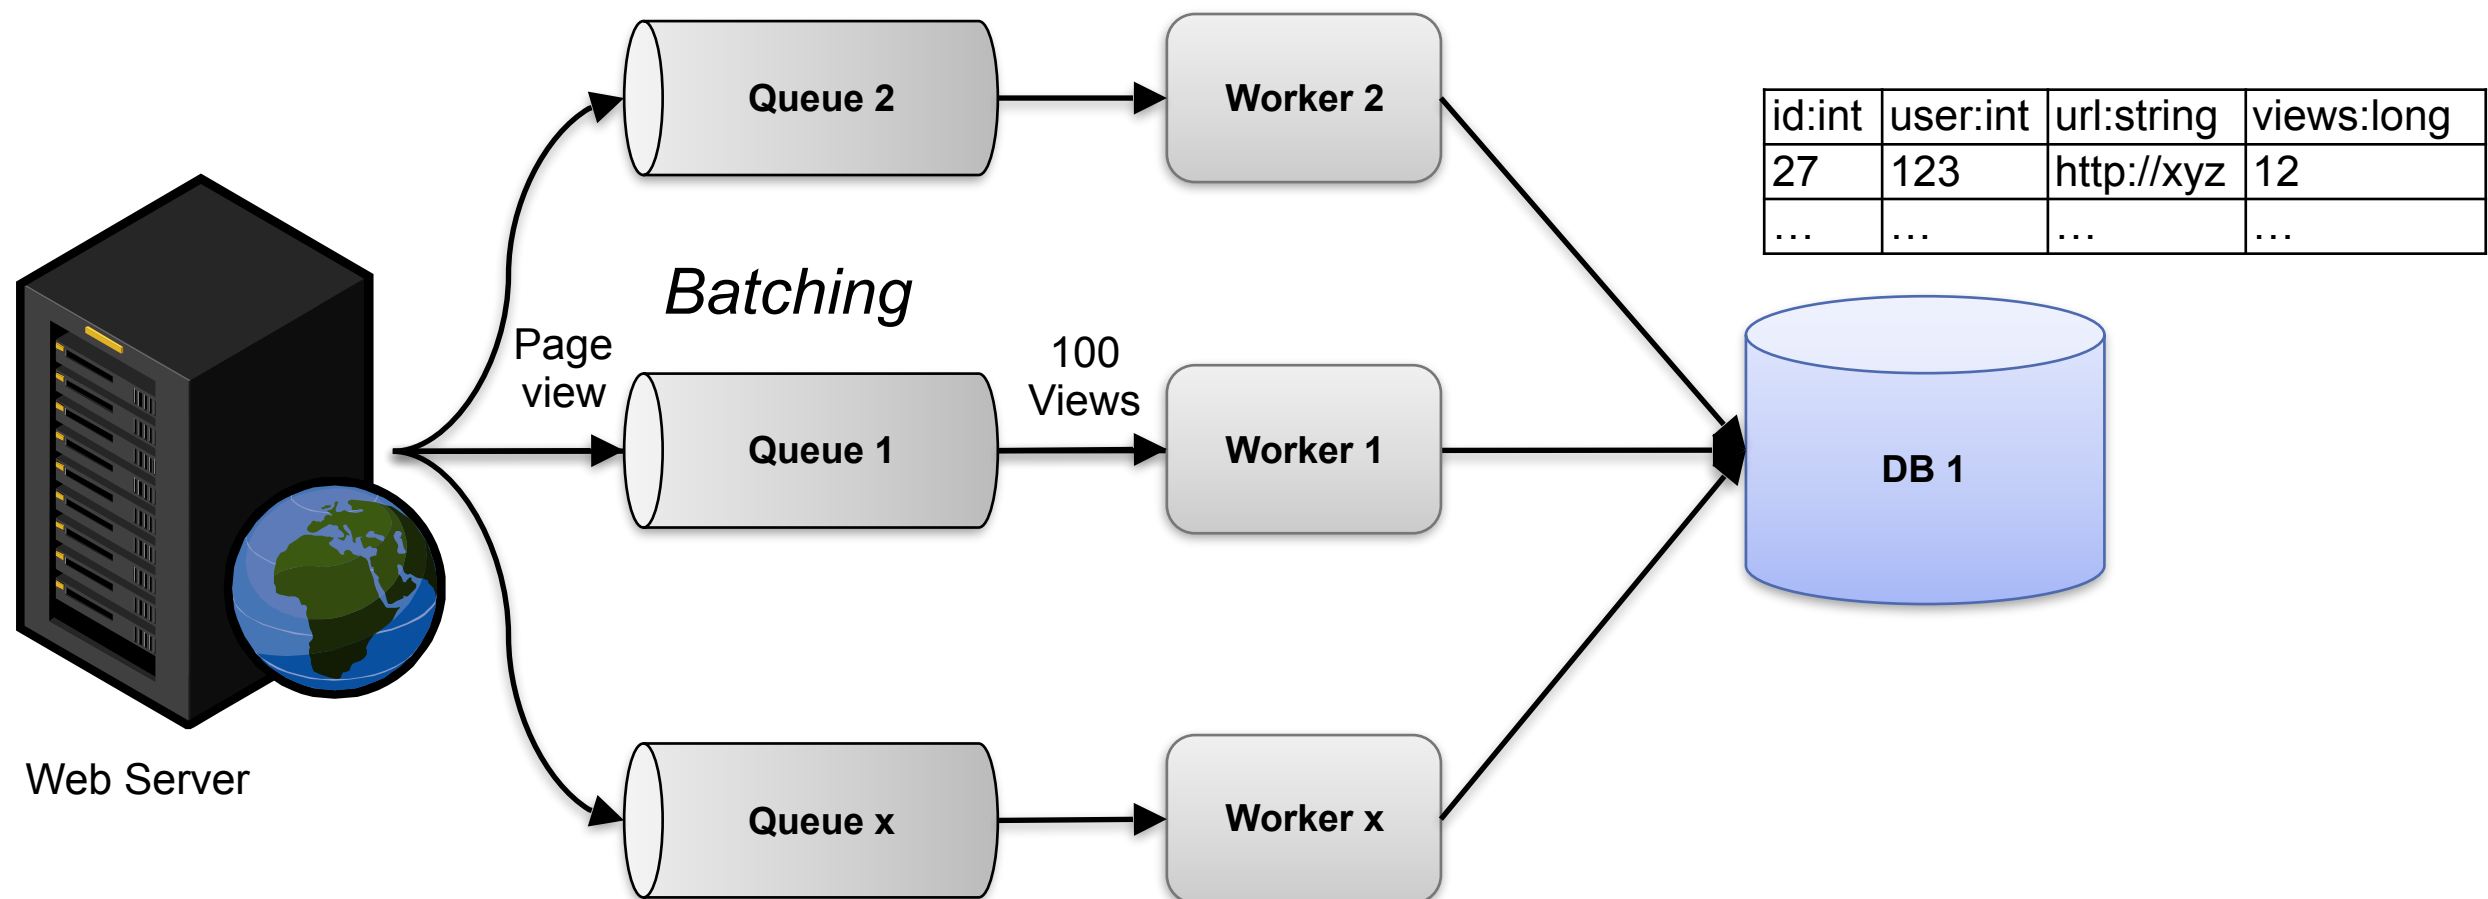 Queue 2
Worker 2
id:int user:int url:string views:long
27 123 http://xyz 12
… … … …
Batching
Page
view
100
Views
Queue 1
Worker 1
DB 1
Web Server
Queue x
Worker x